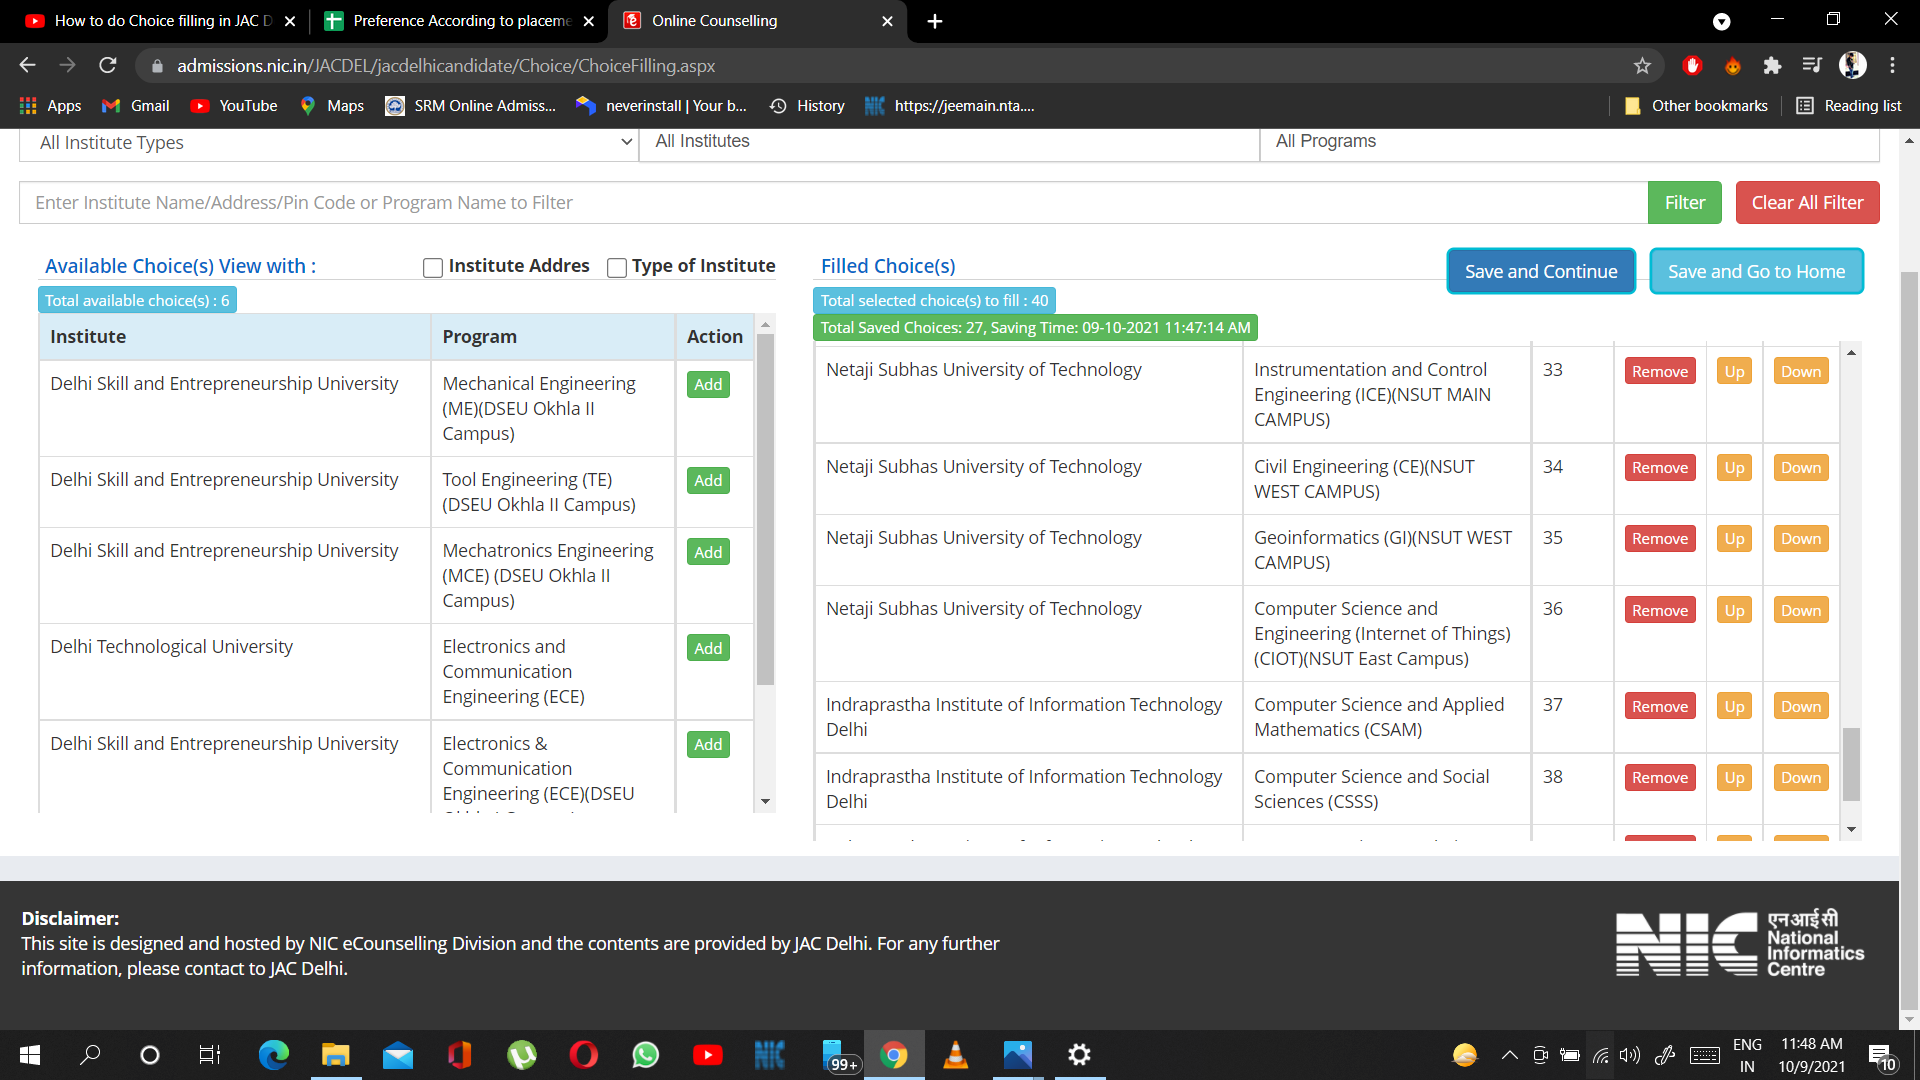 How to do Choice filling in JAC D
Preference According to placeme
Online Counselling
admissions.nic.in/JACDEL/jacdelhicandidate/Choice/ChoiceFilling.aspx
Apps Gmail YouTube Maps SRM Online Admiss... neverinstall | Your b... History https://jeemain.nta.... Other bookmarks Reading list
All Institute Types
All Institutes
All Programs
Enter Institute Name/Address/Pin Code or Program Name to Filter
Filter
Clear All Filter
Available Choice(s) View with :
Institute Addres
Type of Institute
Total available choice(s) : 6
Institute Program Action
Delhi Skill and Entrepreneurship University
Mechanical Engineering
(ME)(DSEU Okhla II
Campus)
Add
Delhi Skill and Entrepreneurship University
Tool Engineering (TE)
(DSEU Okhla II Campus)
Add
Delhi Skill and Entrepreneurship University
Mechatronics Engineering
(MCE) (DSEU Okhla II
Campus)
Add
Delhi Technological University
Electronics and
Communication
Engineering (ECE)
Add
Delhi Skill and Entrepreneurship University
Electronics &
Communication
Engineering (ECE)(DSEU
Add
Filled Choice(s)
Save and Continue
Save and Go to Home
Total selected choice(s) to fill : 40
Total Saved Choices: 27, Saving Time: 09-10-2021 11:47:14 AM
Netaji Subhas University of Technology
Instrumentation and Control
Engineering (ICE)(NSUT MAIN
CAMPUS)
33 Remove Up Down
Netaji Subhas University of Technology
Civil Engineering (CE)(NSUT
WEST CAMPUS)
34 Remove Up Down
Netaji Subhas University of Technology
Geoinformatics (GI)(NSUT WEST
CAMPUS)
35 Remove Up Down
Netaji Subhas University of Technology
Computer Science and
Engineering (Internet of Things)
(CIOT)(NSUT East Campus)
36 Remove Up Down
Indraprastha Institute of Information Technology
Delhi
Computer Science and Applied
Mathematics (CSAM)
37 Remove Up Down
Indraprastha Institute of Information Technology
Delhi
Computer Science and Social
Sciences (CSSS)
38 Remove Up Down
Disclaimer:
This site is designed and hosted by NIC eCounselling Division and the contents are provided by JAC Delhi. For any further
information, please contact to JAC Delhi.
NIC
एन आई सी
National
Informatics
Centre
99+
ENG
IN
11:48 AM
10/9/2021
10